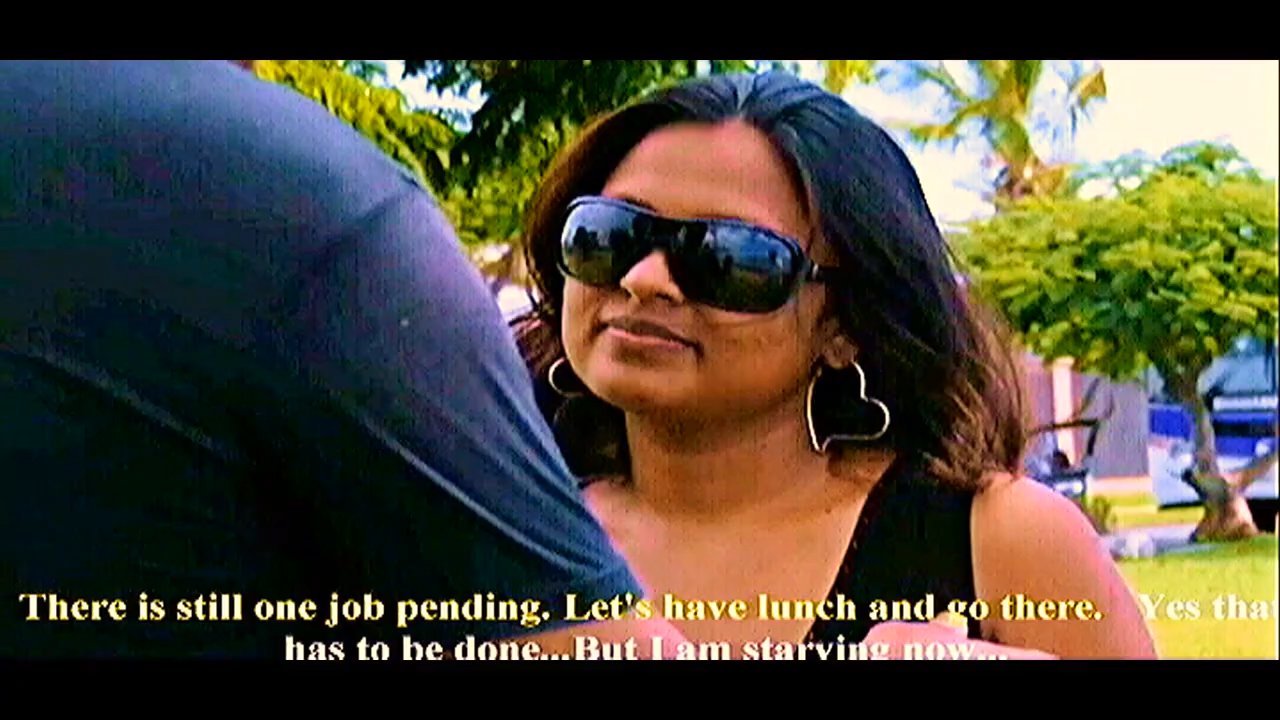 There is still one job pending. Let's have lunch and go there. Yes tha
has to be done...But I am starving now...